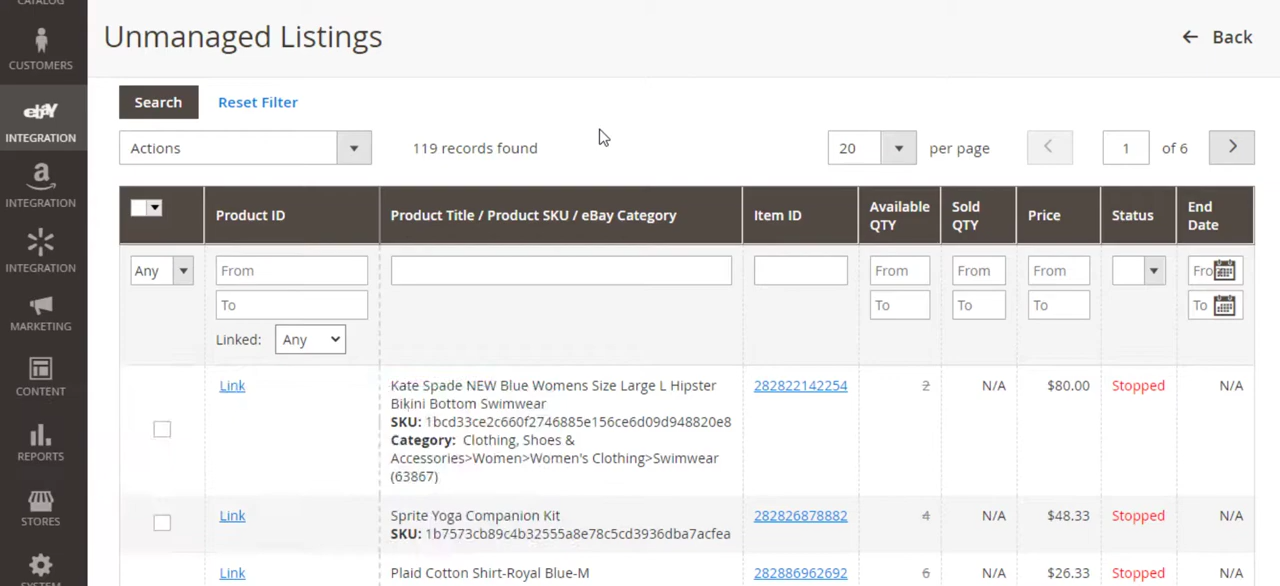 CATALOG
Unmanaged Listings
Back
CUSTOMERS
Search Reset Filter
ebay
INTEGRATION
Actions 119 records found 20 per page 1 of 6
a
INTEGRATION
Product ID Product Title / Product SKU / eBay Category Item ID Available QTY Sold QTY Price Status End Date
INTEGRATION
Any From From From From Fro
MARKETING
To To To To To
Linked: Any
CONTENT
Link Kate Spade NEW Blue Womens Size Large L Hipster 282822142254 2 N/A $80.00 Stopped N/A
Bikini Bottom Swimwear
SKU: 1bcd33ce2c660f2746885e156ce6d09d948820e8
REPORTS
Category: Clothing, Shoes &
Accessories>Women>Women's Clothing>Swimwear
(63867)
STORES
Link Sprite Yoga Companion Kit 282826878882 4 N/A $48.33 Stopped N/A
SKU: 1b7573cb89c4b32555a8e78c5cd3936dba7acfea
Link Plaid Cotton Shirt-Royal Blue-M 282886962692 6 N/A $26.33 Stopped N/A
SYSTEM